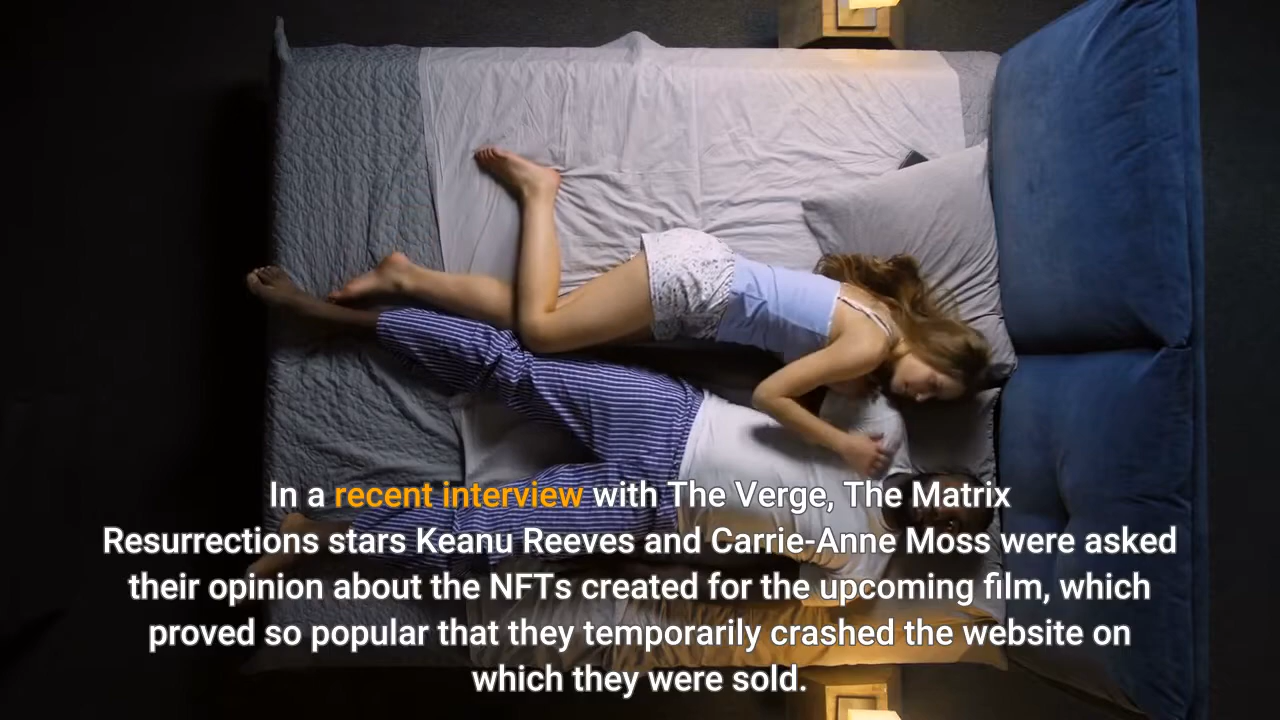 In a recent interview with The Verge, The Matrix
Resurrections stars Keanu Reeves and Carrie-Anne Moss were asked
their opinion about the NFTs created for the upcoming film, which
proved so popular that they temporarily crashed the website on
which they were sold.